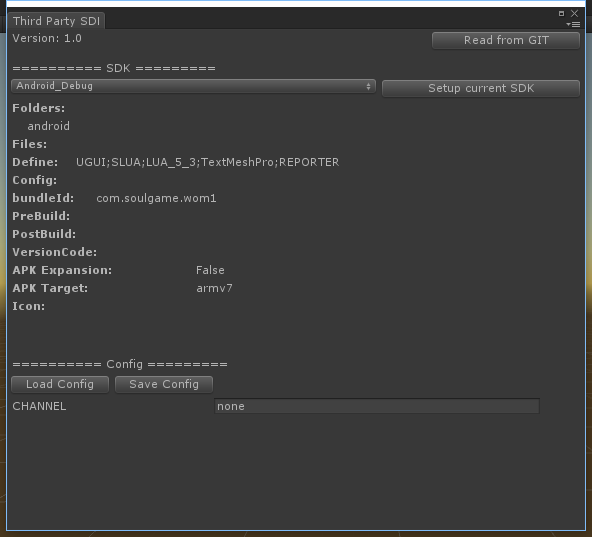 Third Party SDI
Version: 1.0
Read from GIT
========== SDK =========
Android_Debug
Setup current SDK
Folders:
android
Files:
Define: UGUI;SLUA;LUA_5_3;TextMeshPro;REPORTER
Config:
bundleId: com.soulgame.wom1
PreBuild:
PostBuild:
VersionCode:
APK Expansion: False
APK Target: armv7
Icon:
========== Config =========
Load Config
Save Config
CHANNEL none